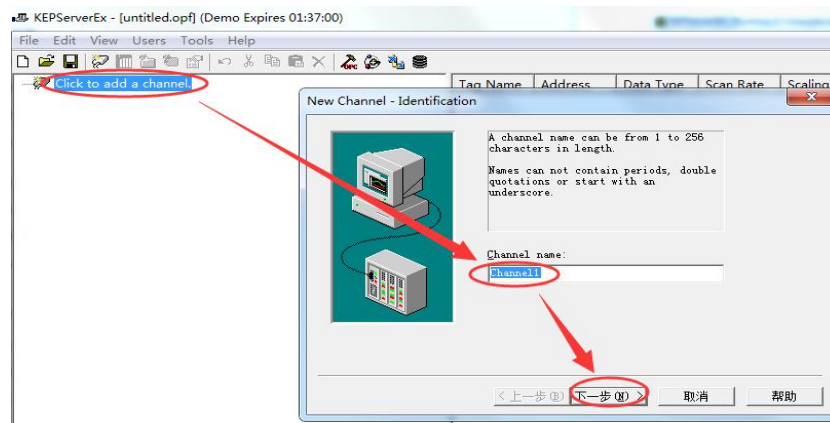 KEPServerEx - [untitled.opf] (Demo Expires 01:37:00)
File Edit View Users Tools Help
Click to add a channel.
Tag Name Address Data Type Scan Rate Scaling
New Channel - Identification
A channel name can be from 1 to 256
characters in length.
Names can not contain periods, double
quotations or start with an
underscore.
Channel name:
Channel1
< 上一步(B) 下一步(N) > 取消 帮助